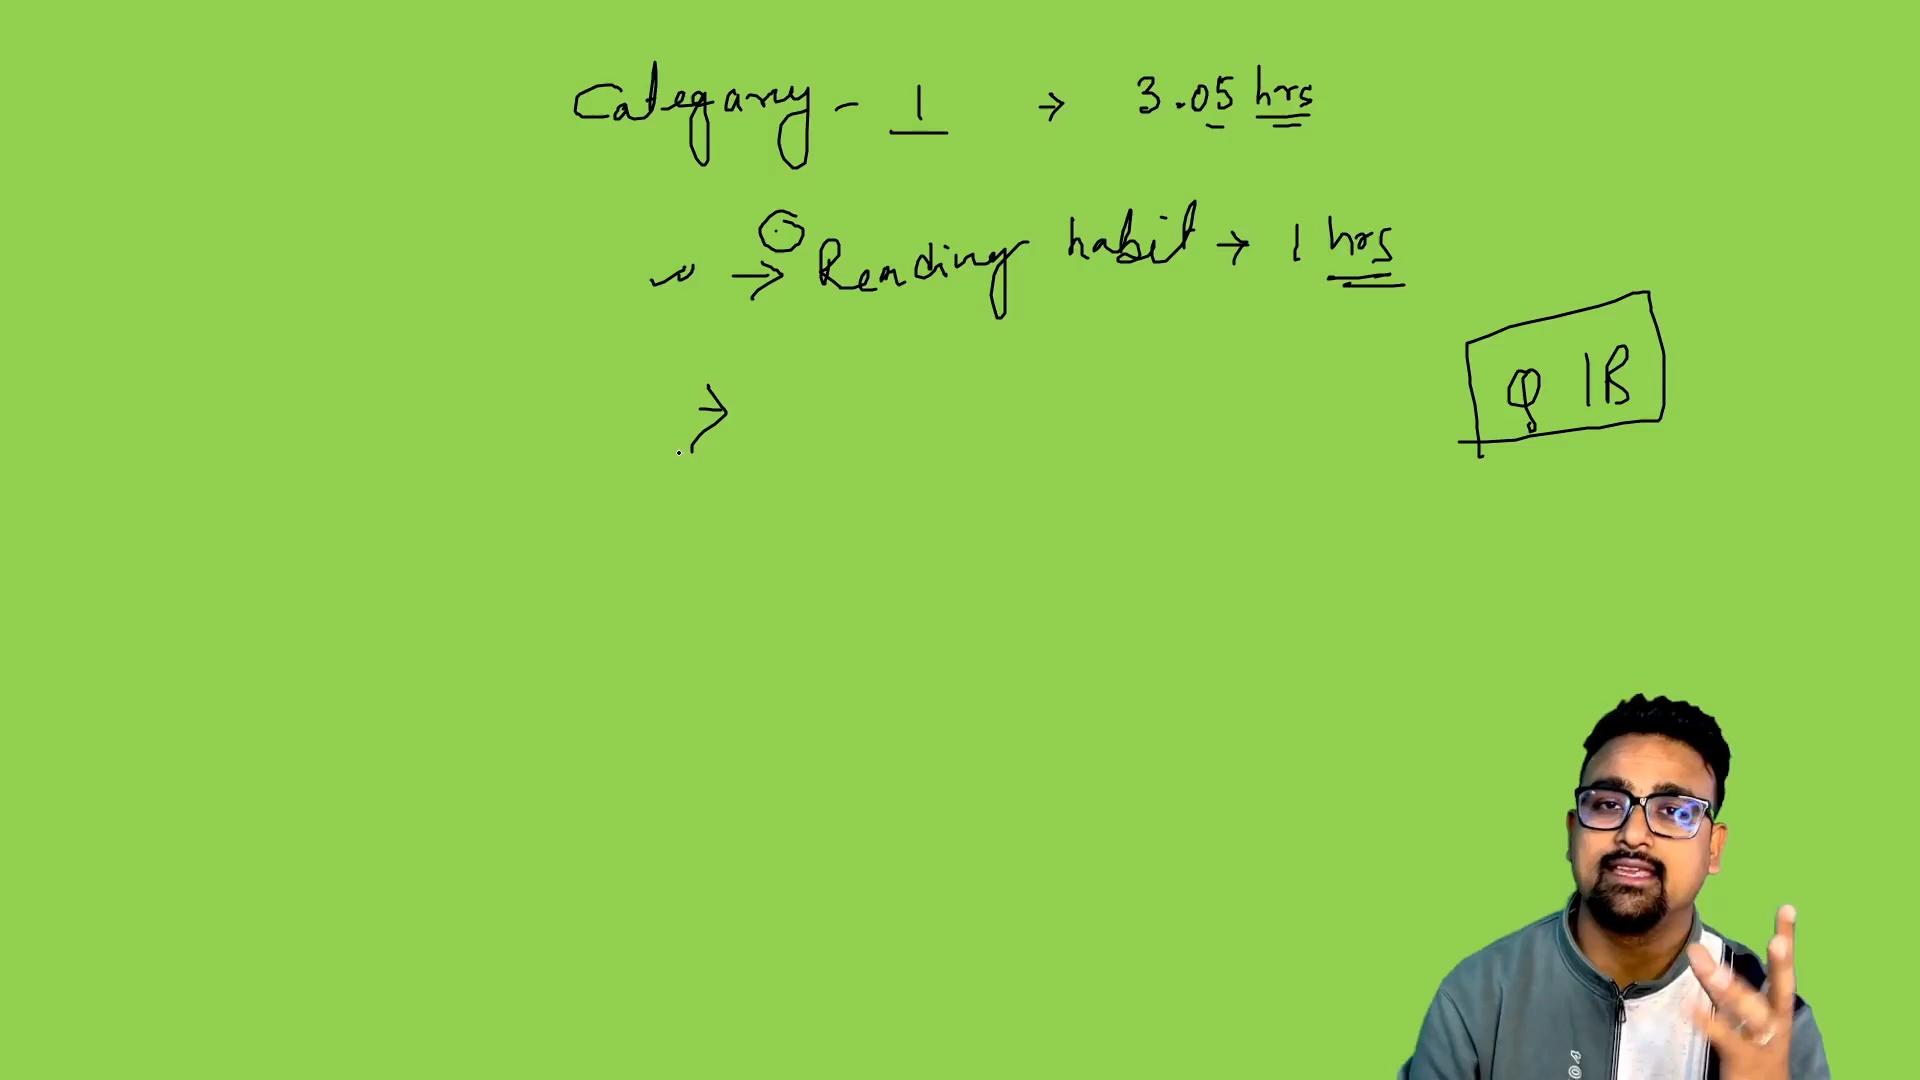 Category - 1 → 3.05 hrs
→ Reading habit → 1 hrs
φ 1B